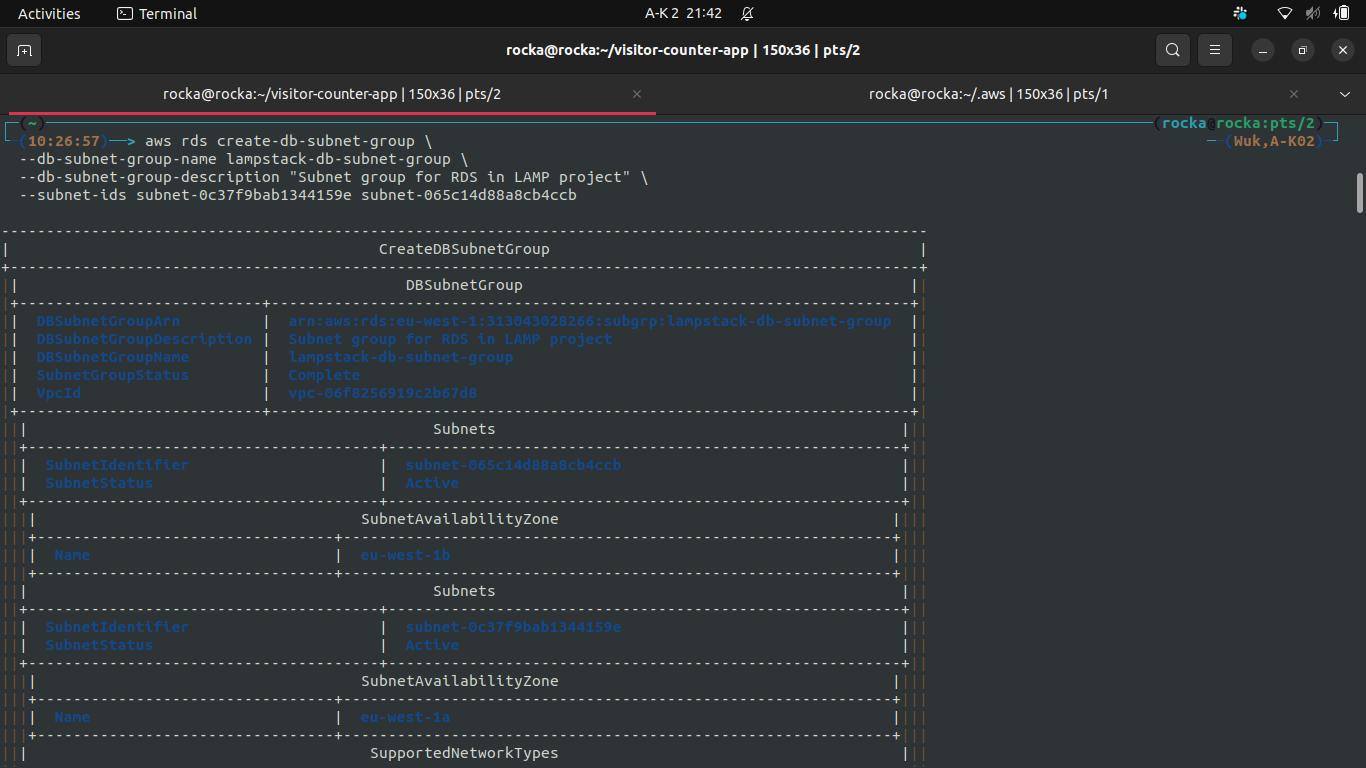 Activities Terminal A-K 2 21:42
rocka@rocka:~/visitor-counter-app | 150x36 | pts/2
rocka@rocka:~/visitor-counter-app | 150x36 | pts/2 rocka@rocka:~/.aws | 150x36 | pts/1
(~) (rocka@rocka:pts/2)
(10:26:57)──> aws rds create-db-subnet-group \ (Wuk,A-K02)
--db-subnet-group-name lampstack-db-subnet-group \
--db-subnet-group-description "Subnet group for RDS in LAMP project" \
--subnet-ids subnet-0c37f9bab1344159e subnet-065c14d88a8cb4ccb
CreateDBSubnetGroup
DBSubnetGroup
DBSubnetGroupArn | arn:aws:rds:eu-west-1:313043028266:subgrp:lampstack-db-subnet-group
DBSubnetGroupDescription | Subnet group for RDS in LAMP project
DBSubnetGroupName | lampstack-db-subnet-group
SubnetGroupStatus | Complete
VpcId | vpc-06f8256919c2b67d8
Subnets
SubnetIdentifier | subnet-065c14d88a8cb4ccb
SubnetStatus | Active
SubnetAvailabilityZone
Name | eu-west-1b
Subnets
SubnetIdentifier | subnet-0c37f9bab1344159e
SubnetStatus | Active
SubnetAvailabilityZone
Name | eu-west-1a
SupportedNetworkTypes